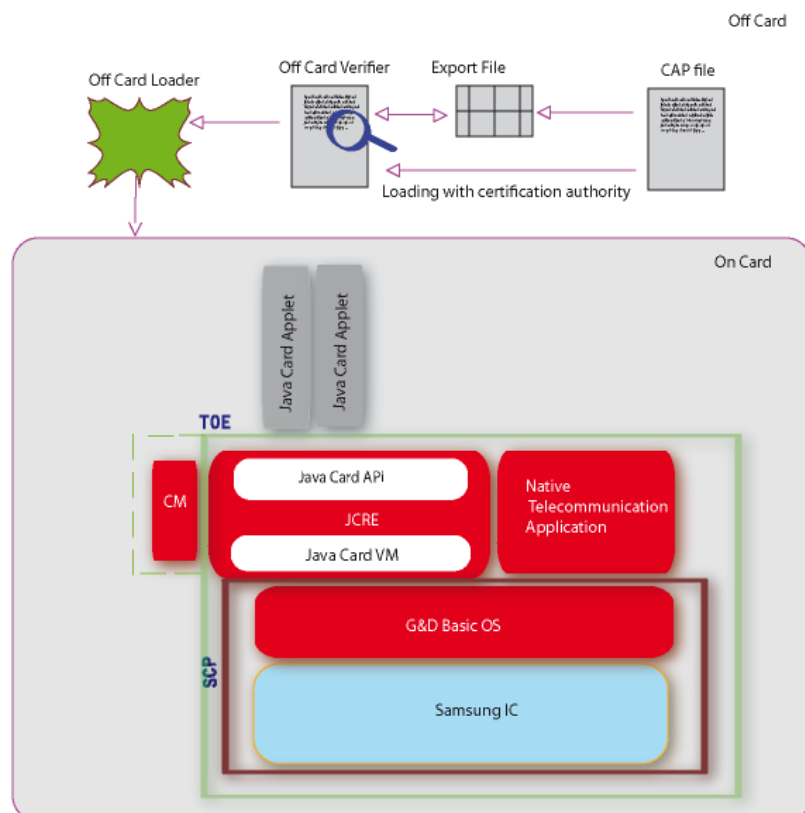 Off Card
Off Card Loader
Off Card Verifier
Export File
CAP file
Loading with certification authority
On Card
Java Card Applet
Java Card Applet
TOE
CM
Java Card APi
JCRE
Java Card VM
Native
Telecommunication
Application
SCP
G&D Basic OS
Samsung IC